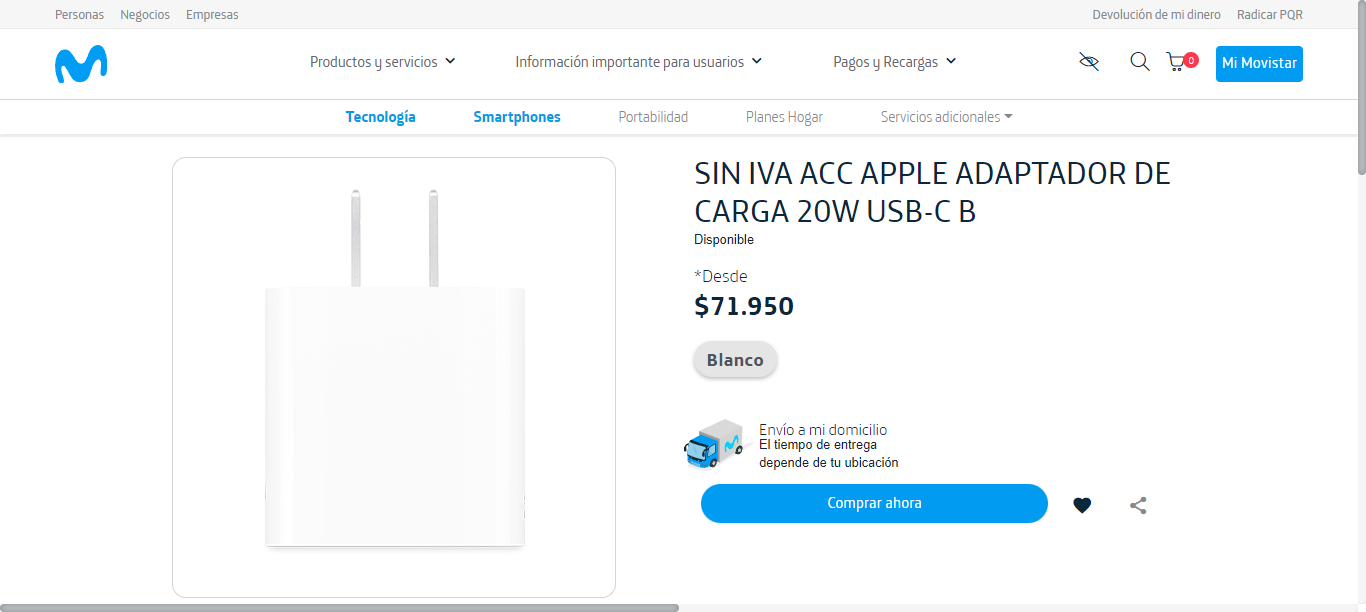 Personas Negocios Empresas Devolución de mi dinero Radicar PQR
Productos y servicios Información importante para usuarios Pagos y Recargas 0 Mi Movistar
Tecnología Smartphones Portabilidad Planes Hogar Servicios adicionales
SIN IVA ACC APPLE ADAPTADOR DE
CARGA 20W USB-C B
Disponible
*Desde
$71.950
Blanco
Envío a mi domicilio
El tiempo de entrega
depende de tu ubicación
Comprar ahora